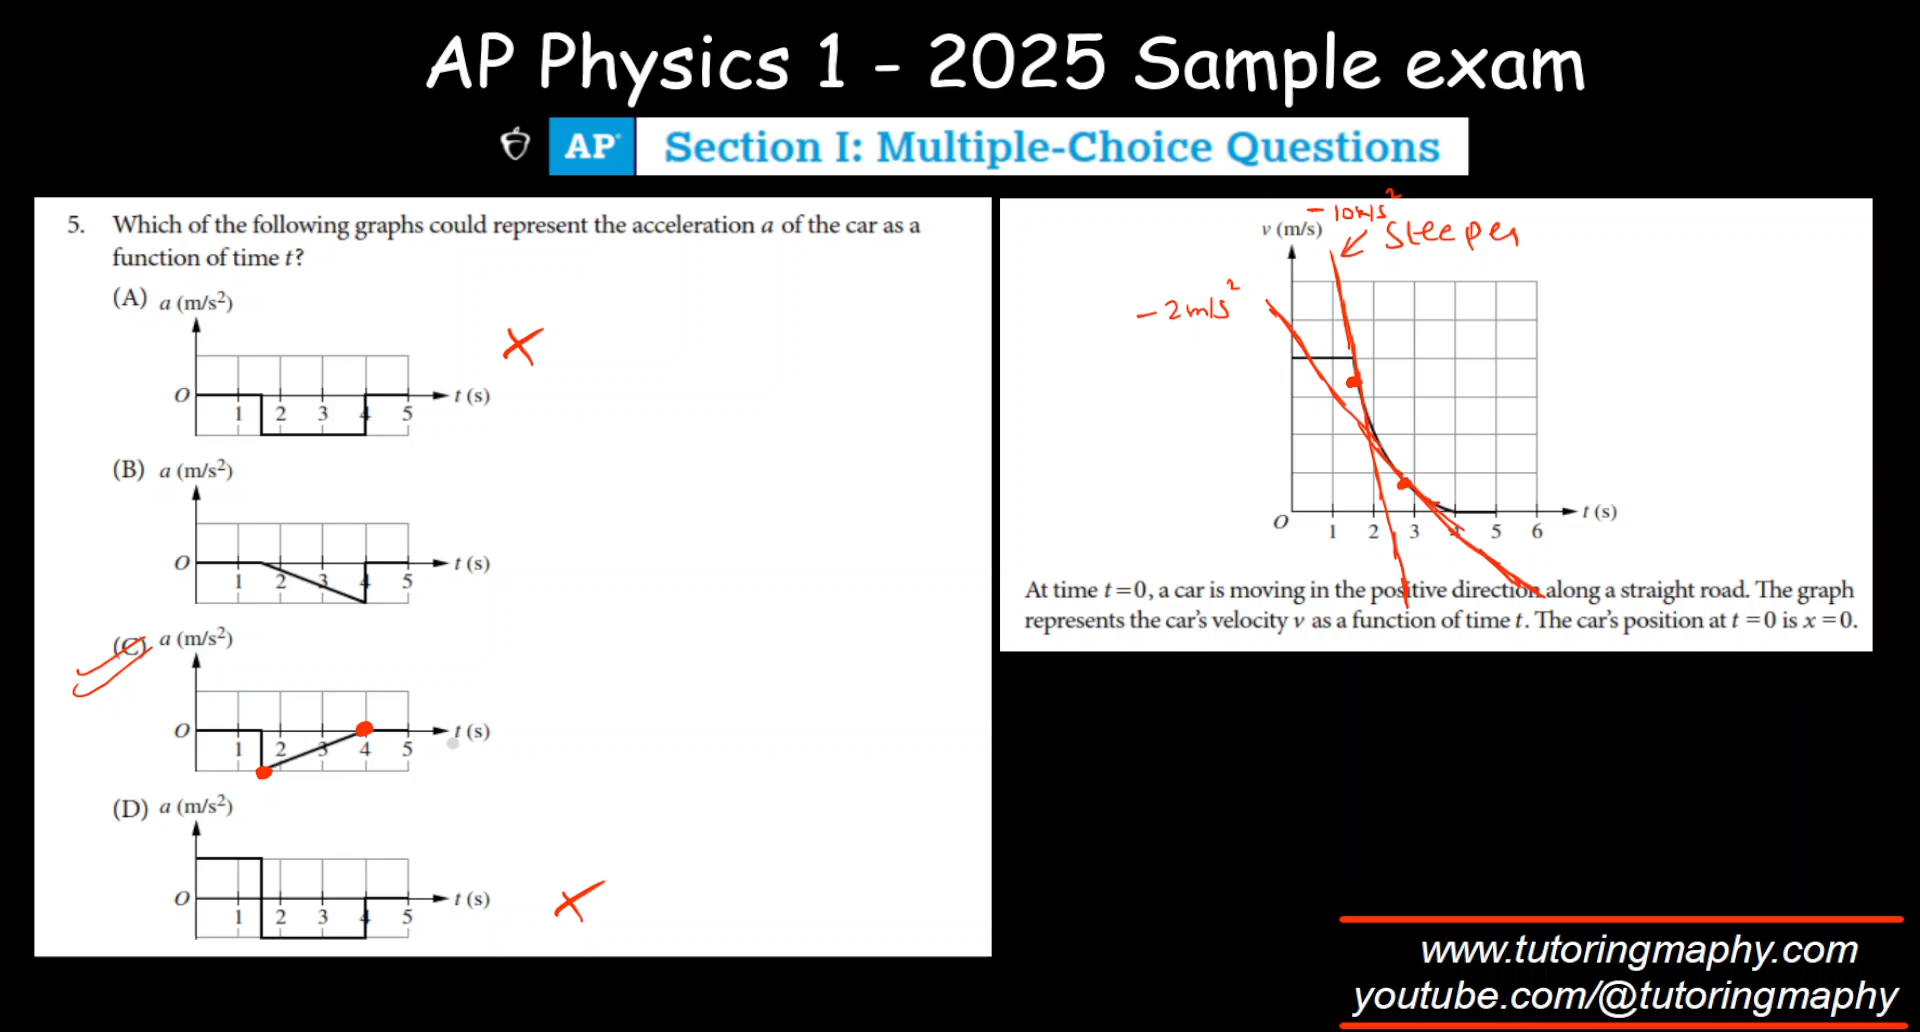 AP Physics 1 - 2025 Sample exam
AP® Section I: Multiple-Choice Questions
5. Which of the following graphs could represent the acceleration a of the car as a
function of time t?
(A) a (m/s²)
O 1 2 3 4 5 t (s)
(B) a (m/s²)
O 1 2 3 4 5 t (s)
(C) a (m/s²)
O 1 2 3 4 5 t (s)
(D) a (m/s²)
O 1 2 3 4 5 t (s)
-10m/s²
v (m/s)
steeper
-2m/s²
O 1 2 3 4 5 6 t (s)
At time t = 0, a car is moving in the positive direction along a straight road. The graph
represents the car's velocity v as a function of time t. The car's position at t = 0 is x = 0.
www.tutoringmaphy.com
youtube.com/@tutoringmaphy